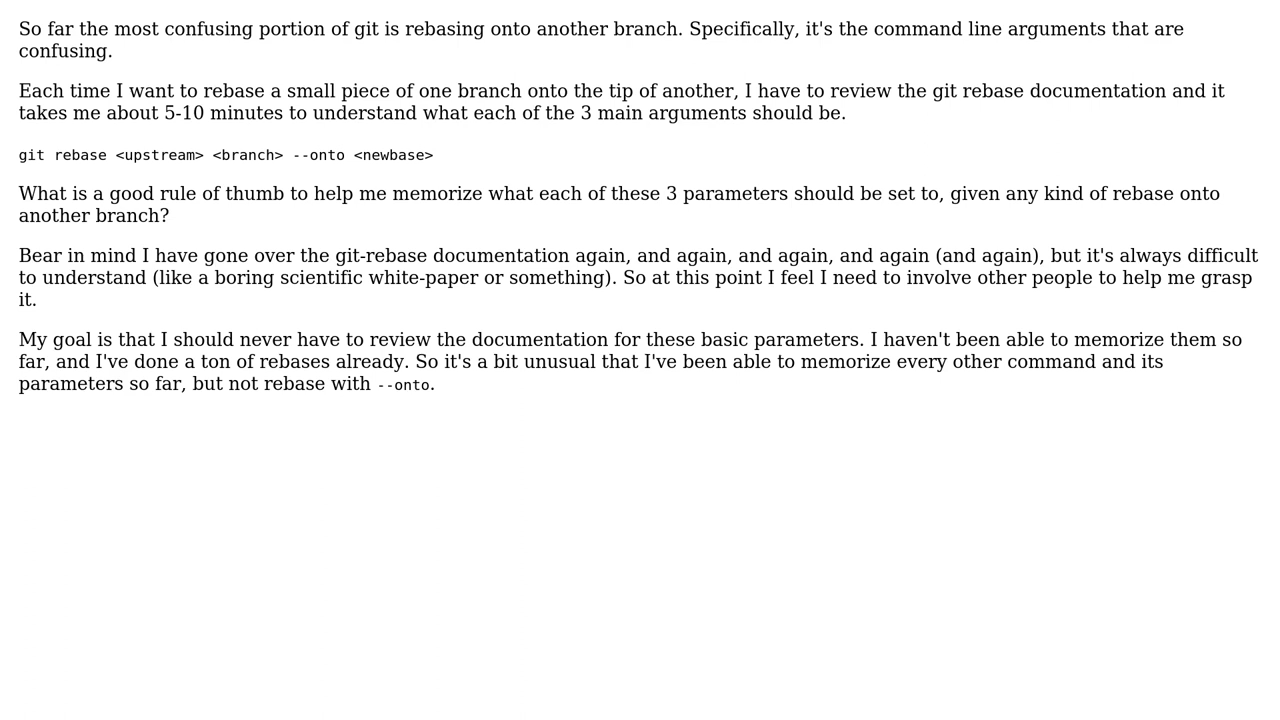 So far the most confusing portion of git is rebasing onto another branch. Specifically, it's the command line arguments that are
confusing.
Each time I want to rebase a small piece of one branch onto the tip of another, I have to review the git rebase documentation and it
takes me about 5-10 minutes to understand what each of the 3 main arguments should be.
git rebase <upstream> <branch> --onto <newbase>
What is a good rule of thumb to help me memorize what each of these 3 parameters should be set to, given any kind of rebase onto
another branch?
Bear in mind I have gone over the git-rebase documentation again, and again, and again, and again (and again), but it's always difficult
to understand (like a boring scientific white-paper or something). So at this point I feel I need to involve other people to help me grasp
it.
My goal is that I should never have to review the documentation for these basic parameters. I haven't been able to memorize them so
far, and I've done a ton of rebases already. So it's a bit unusual that I've been able to memorize every other command and its
parameters so far, but not rebase with --onto.